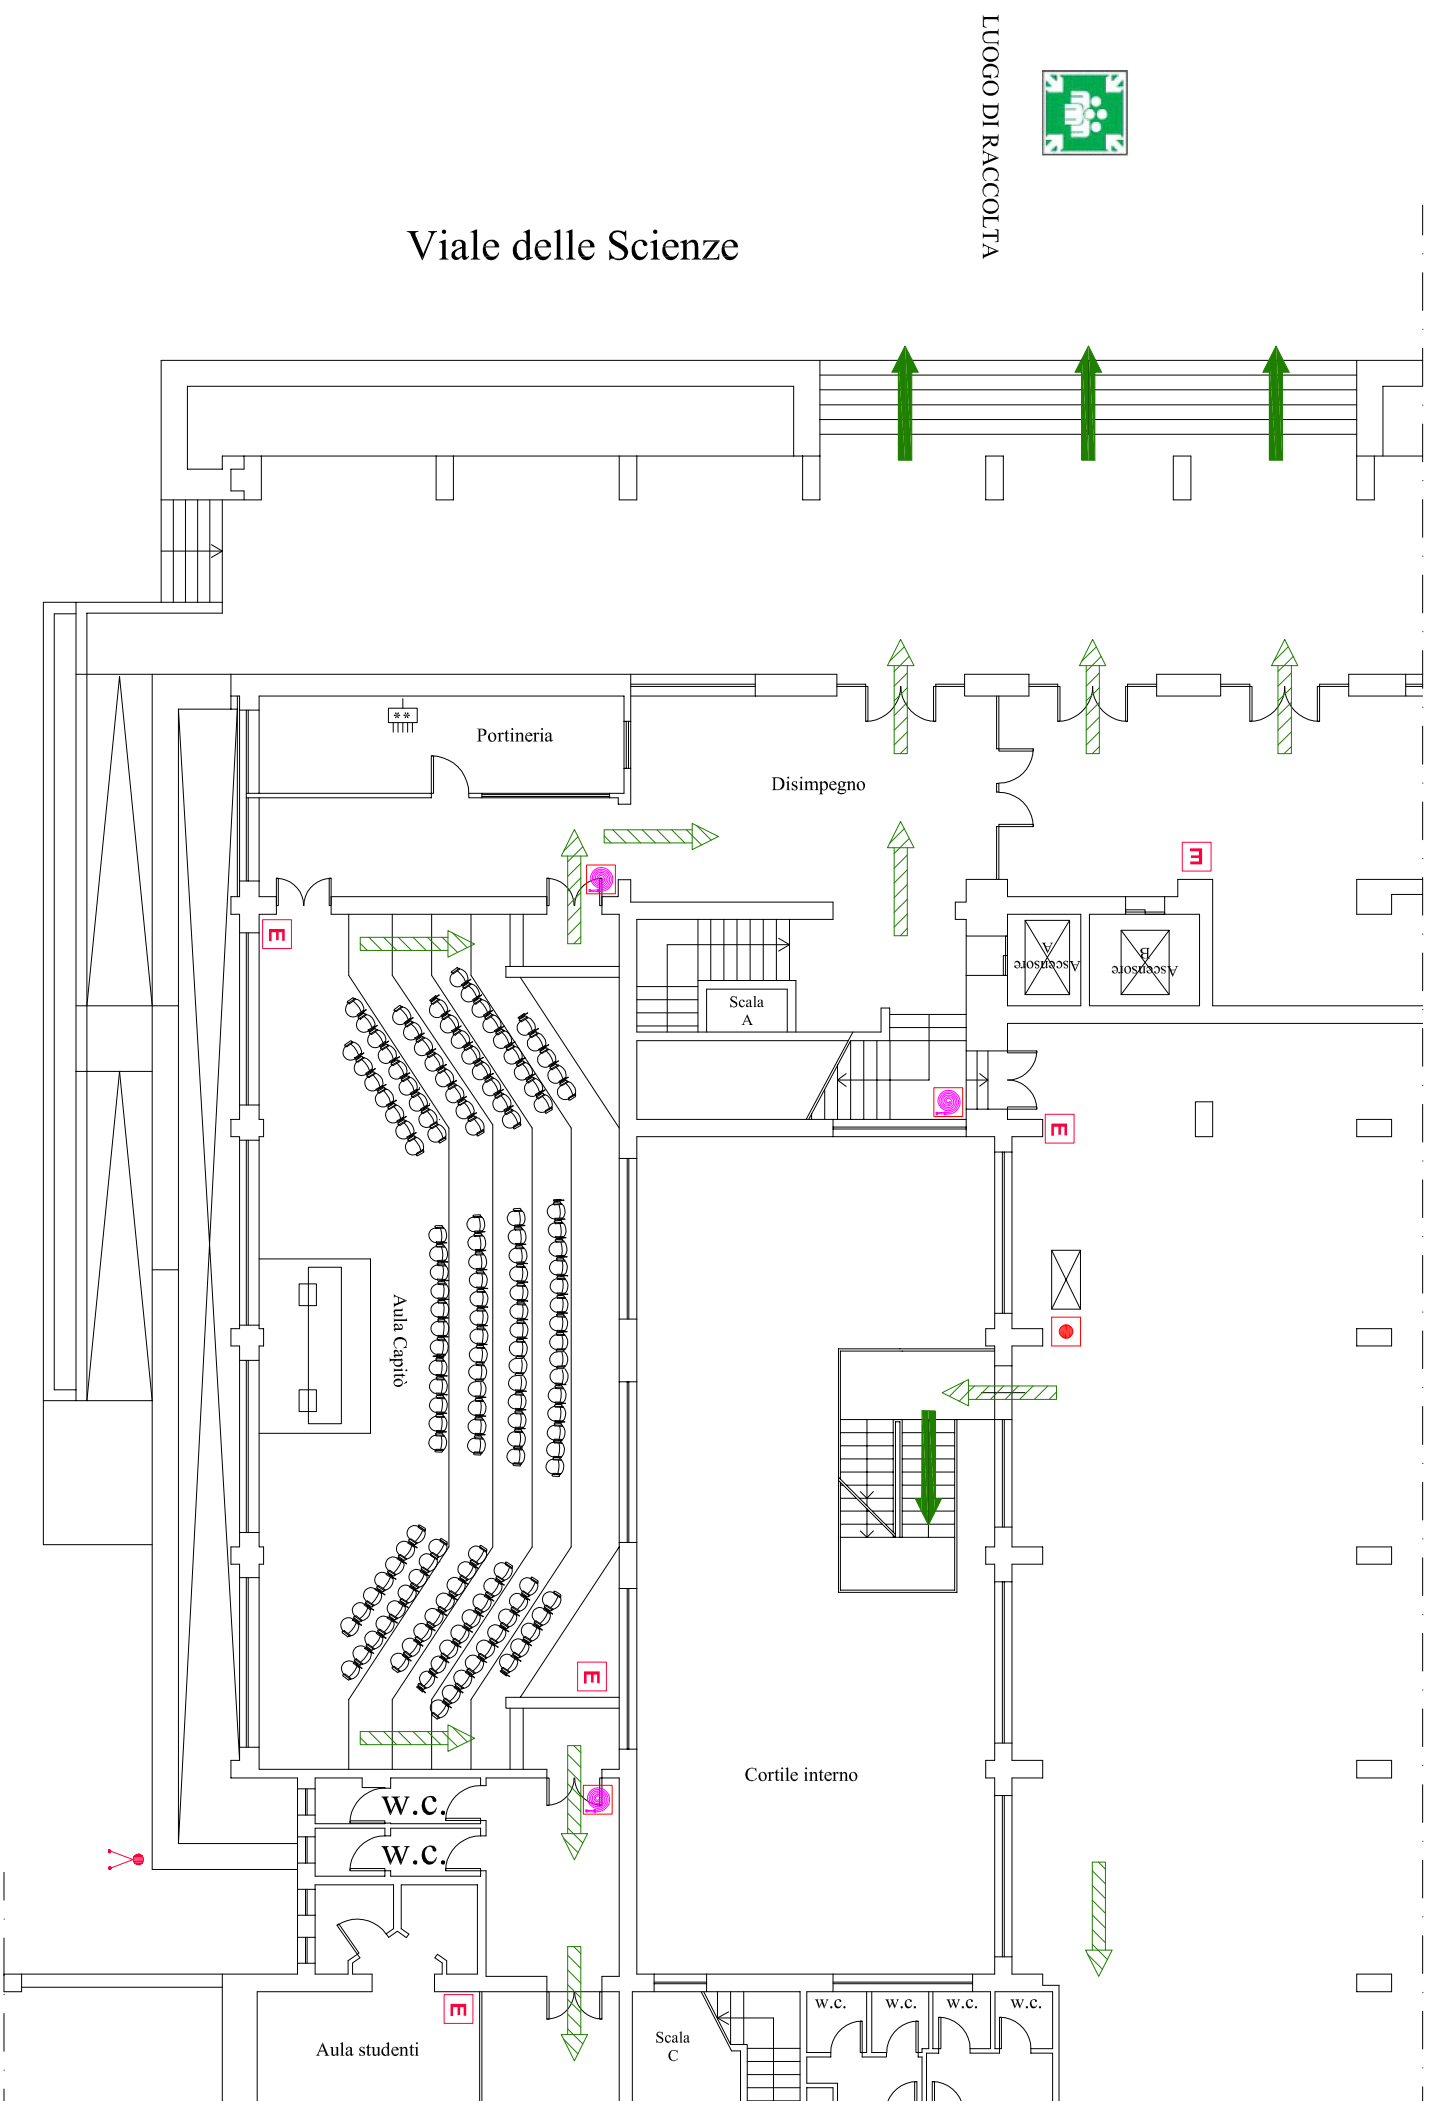 LUOGO DI RACCOLTA
Viale delle Scienze
**
Portineria
Disimpegno
E
E
Ascensore
A
Ascensore
B
Scala
A
E
Aula Capitò
E
Cortile interno
w.c.
w.c.
E
Aula studenti
Scala
C
w.c.
w.c.
w.c.
w.c.